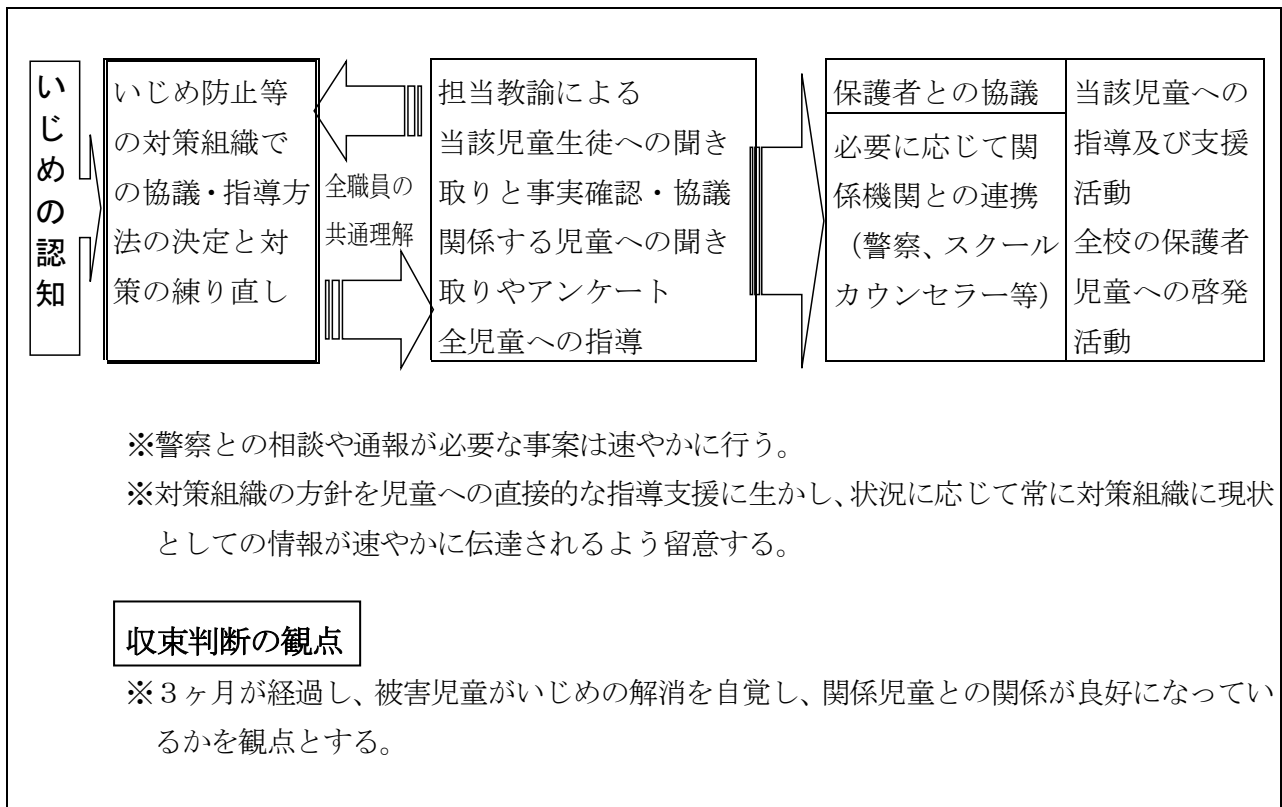 いじめの認知
いじめ防止等
の対策組織で
の協議・指導方
法の決定と対
策の練り直し
全職員の
共通理解
担当教諭による
当該児童生徒への聞き
取りと事実確認・協議
関係する児童への聞き
取りやアンケート
全児童への指導
保護者との協議
必要に応じて関
係機関との連携
（警察、スクール
カウンセラー等）
当該児童への
指導及び支援
活動
全校の保護者
児童への啓発
活動
※警察との相談や通報が必要な事案は速やかに行う。
※対策組織の方針を児童への直接的な指導支援に生かし、状況に応じて常に対策組織に現状
としての情報が速やかに伝達されるよう留意する。
収束判断の観点
※３ヶ月が経過し、被害児童がいじめの解消を自覚し、関係児童との関係が良好になってい
るかを観点とする。